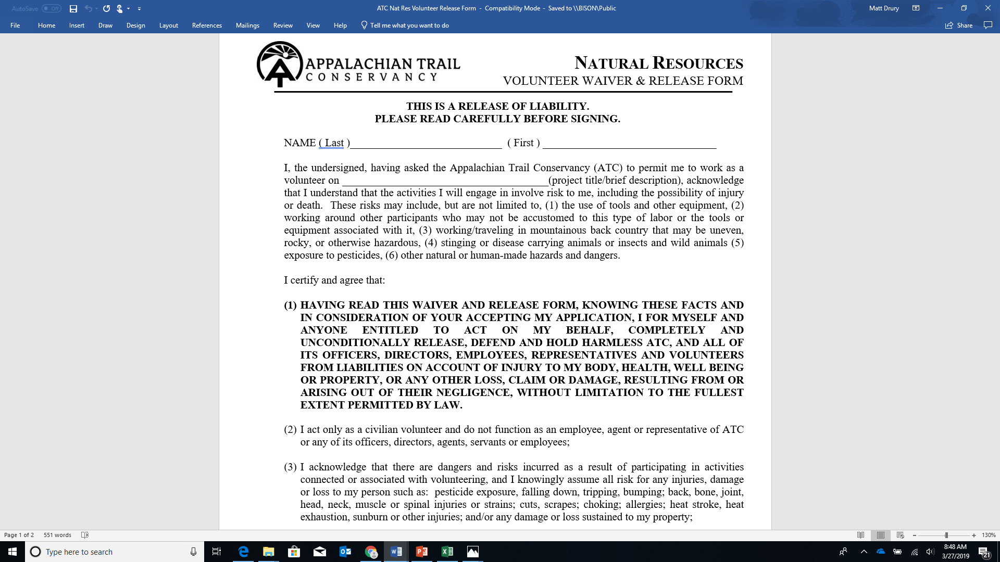 AutoSave Off
ATC Nat Res Volunteer Release Form - Compatibility Mode - Saved to \\BISON\Public
Matt Drury
File Home Insert Draw Design Layout References Mailings Review View Help Tell me what you want to do
Share
APPALACHIAN TRAIL
CONSERVANCY
NATURAL RESOURCES
VOLUNTEER WAIVER & RELEASE FORM
THIS IS A RELEASE OF LIABILITY.
PLEASE READ CAREFULLY BEFORE SIGNING.
NAME ( Last )____________________________ ( First ) ________________________________
I, the undersigned, having asked the Appalachian Trail Conservancy (ATC) to permit me to work as a
volunteer on ______________________________________(project title/brief description), acknowledge
that I understand that the activities I will engage in involve risk to me, including the possibility of injury
or death.  These risks may include, but are not limited to, (1) the use of tools and other equipment, (2)
working around other participants who may not be accustomed to this type of labor or the tools or
equipment associated with it, (3) working/traveling in mountainous back country that may be uneven,
rocky, or otherwise hazardous, (4) stinging or disease carrying animals or insects and wild animals (5)
exposure to pesticides, (6) other natural or human-made hazards and dangers.
I certify and agree that:
(1) HAVING READ THIS WAIVER AND RELEASE FORM, KNOWING THESE FACTS AND
IN CONSIDERATION OF YOUR ACCEPTING MY APPLICATION, I FOR MYSELF AND
ANYONE ENTITLED TO ACT ON MY BEHALF, COMPLETELY AND
UNCONDITIONALLY RELEASE, DEFEND AND HOLD HARMLESS ATC, AND ALL OF
ITS OFFICERS, DIRECTORS, EMPLOYEES, REPRESENTATIVES AND VOLUNTEERS
FROM LIABILITIES ON ACCOUNT OF INJURY TO MY BODY, HEALTH, WELL BEING
OR PROPERTY, OR ANY OTHER LOSS, CLAIM OR DAMAGE, RESULTING FROM OR
ARISING OUT OF THEIR NEGLIGENCE, WITHOUT LIMITATION TO THE FULLEST
EXTENT PERMITTED BY LAW.
(2) I act only as a civilian volunteer and do not function as an employee, agent or representative of ATC
or any of its officers, directors, agents, servants or employees;
(3) I acknowledge that there are dangers and risks incurred as a result of participating in activities
connected or associated with volunteering, and I knowingly assume all risk for any injuries, damage
or loss to my person such as:  pesticide exposure, falling down, tripping, bumping; back, bone, joint,
head, neck, muscle or spinal injuries or strains; cuts, scrapes; choking; allergies; heat stroke, heat
exhaustion, sunburn or other injuries; and/or any damage or loss sustained to my property;
Page 1 of 2 551 words
130%
Type here to search
8:48 AM
3/27/2019
21